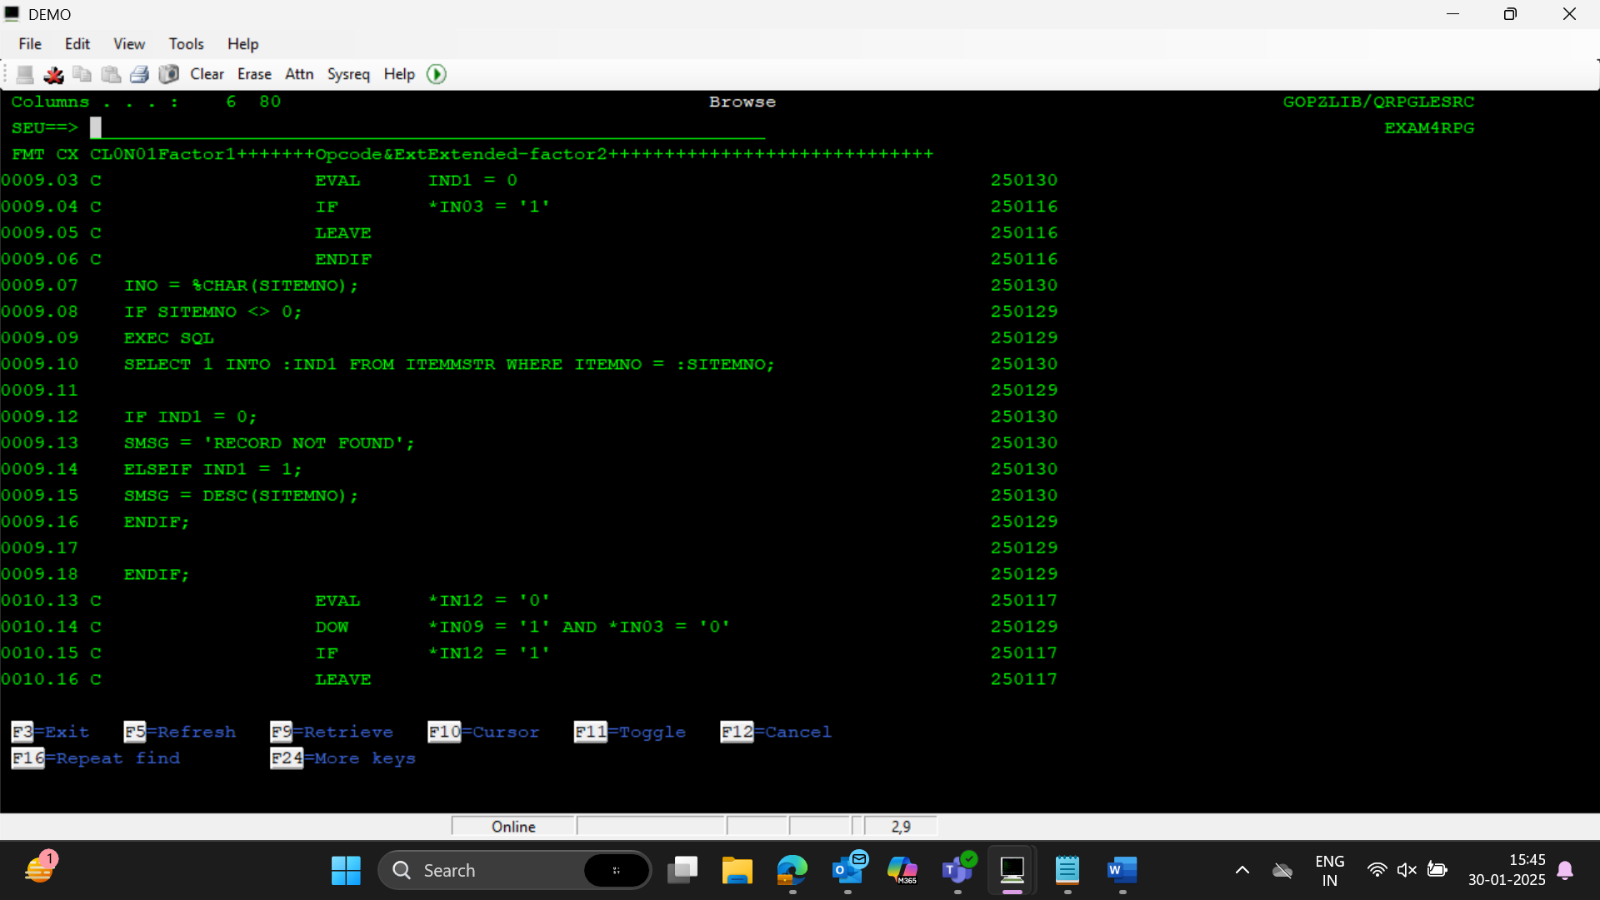 DEMO
File Edit View Tools Help
Clear Erase Attn Sysreq Help
Columns . . . : 6 80 Browse GOPZLIB/QRPGLESRC
SEU==> EXAM4RPG
FMT CX CL0N01Factor1+++++++Opcode&ExtExtended-factor2+++++++++++++++++++++++++++++
0009.03 C EVAL IND1 = 0 250130
0009.04 C IF *IN03 = '1' 250116
0009.05 C LEAVE 250116
0009.06 C ENDIF 250116
0009.07 INO = %CHAR(SITEMNO); 250130
0009.08 IF SITEMNO <> 0; 250129
0009.09 EXEC SQL 250129
0009.10 SELECT 1 INTO :IND1 FROM ITEMMSTR WHERE ITEMNO = :SITEMNO; 250130
0009.11 250129
0009.12 IF IND1 = 0; 250130
0009.13 SMSG = 'RECORD NOT FOUND'; 250130
0009.14 ELSEIF IND1 = 1; 250130
0009.15 SMSG = DESC(SITEMNO); 250130
0009.16 ENDIF; 250129
0009.17 250129
0009.18 ENDIF; 250129
0010.13 C EVAL *IN12 = '0' 250117
0010.14 C DOW *IN09 = '1' AND *IN03 = '0' 250129
0010.15 C IF *IN12 = '1' 250117
0010.16 C LEAVE 250117
F3=Exit F5=Refresh F9=Retrieve F10=Cursor F11=Toggle F12=Cancel
F16=Repeat find F24=More keys
Online 2,9
1 Search M365 ENG 15:45
IN 30-01-2025